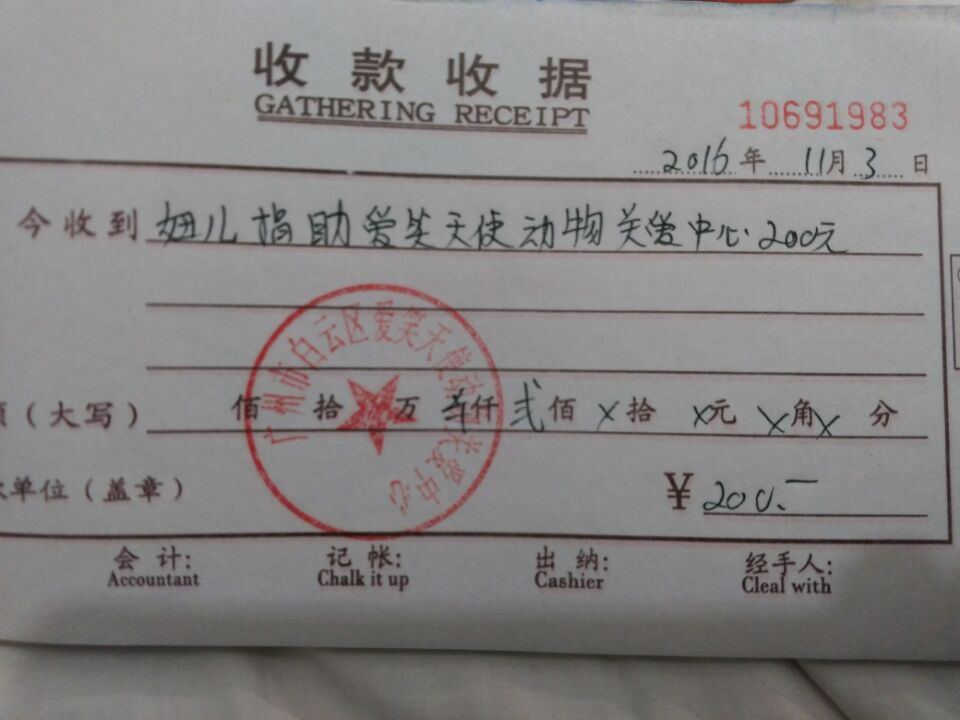 收款收据
GATHERING RECEIPT
10691983
2016年11月3日
今收到 妞儿捐助爱笑天使动物关爱中心200元
广州市白云区爱笑天使动物关爱中心
(大写) 佰 拾 万 仟 贰佰 X拾 X元 X角X分
单位(盖章) ¥200.-
会计: 记帐: 出纳: 经手人:
Accountant Chalk it up Cashier Cleal with